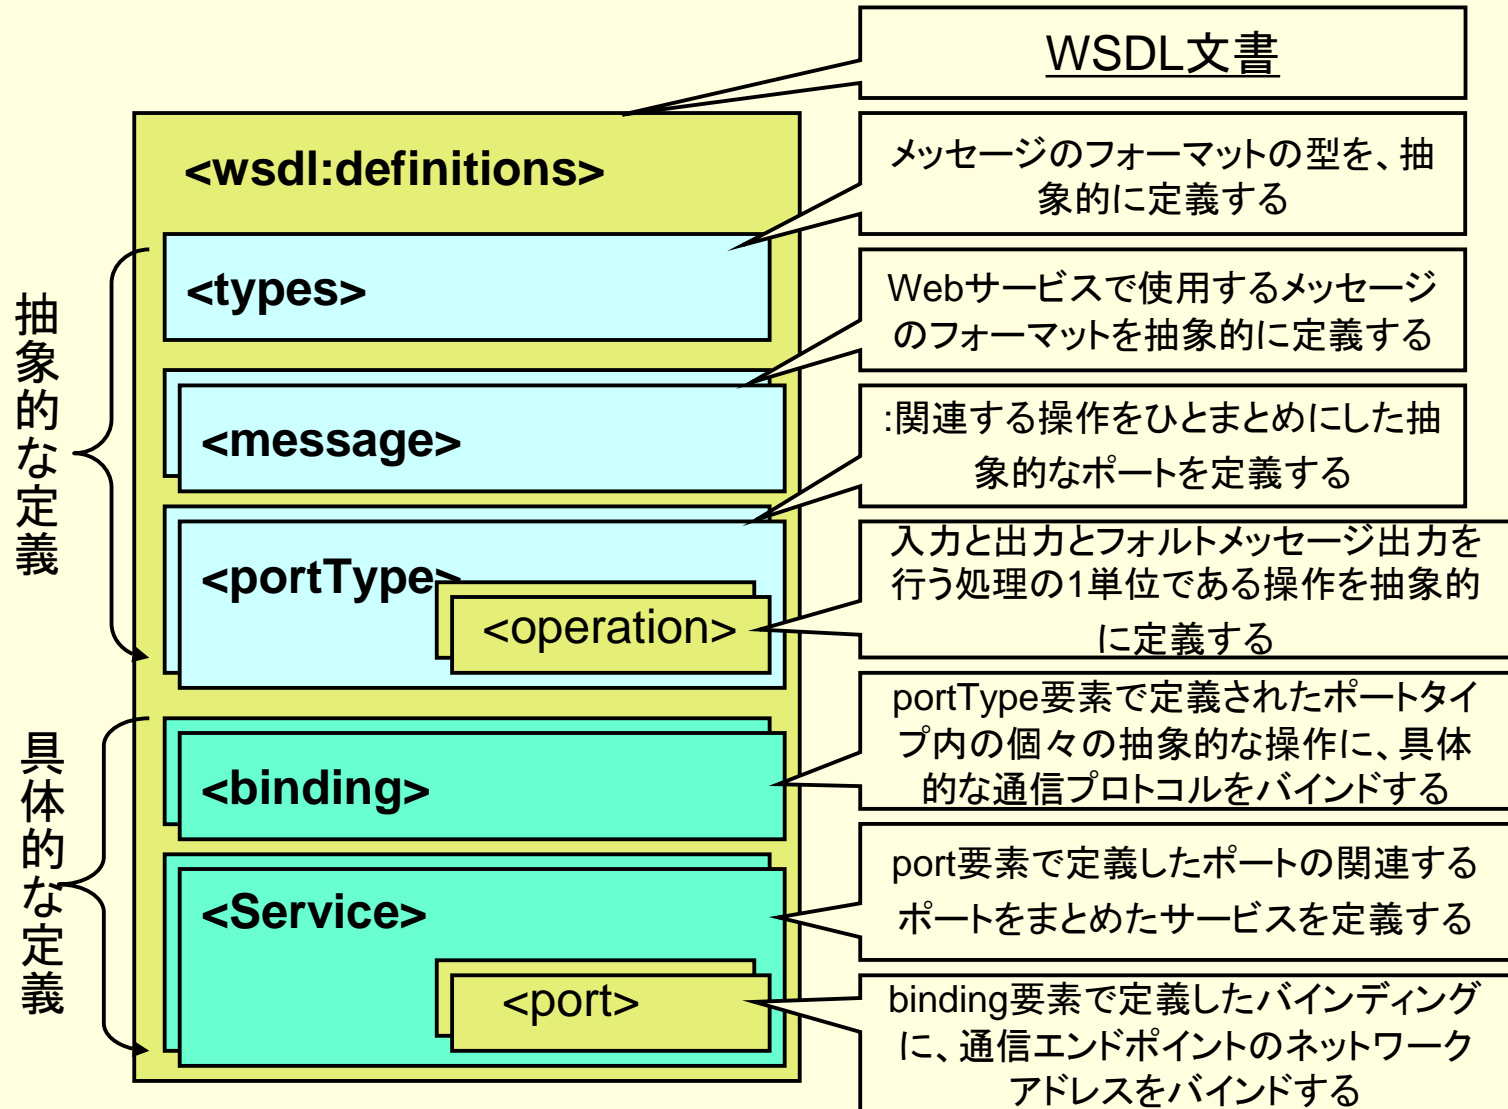 WSDL文書
<wsdl:definitions>
メッセージのフォーマットの型を、抽
象的に定義する
抽象的な定義
<types>
Webサービスで使用するメッセージ
のフォーマットを抽象的に定義する
<message>
:関連する操作をひとまとめにした抽
象的なポートを定義する
<portType>
<operation>
入力と出力とフォルトメッセージ出力を
行う処理の1単位である操作を抽象的
に定義する
具体的な定義
<binding>
portType要素で定義されたポートタイ
プ内の個々の抽象的な操作に、具体
的な通信プロトコルをバインドする
<Service>
port要素で定義したポートの関連する
ポートをまとめたサービスを定義する
<port>
binding要素で定義したバインディング
に、通信エンドポイントのネットワーク
アドレスをバインドする